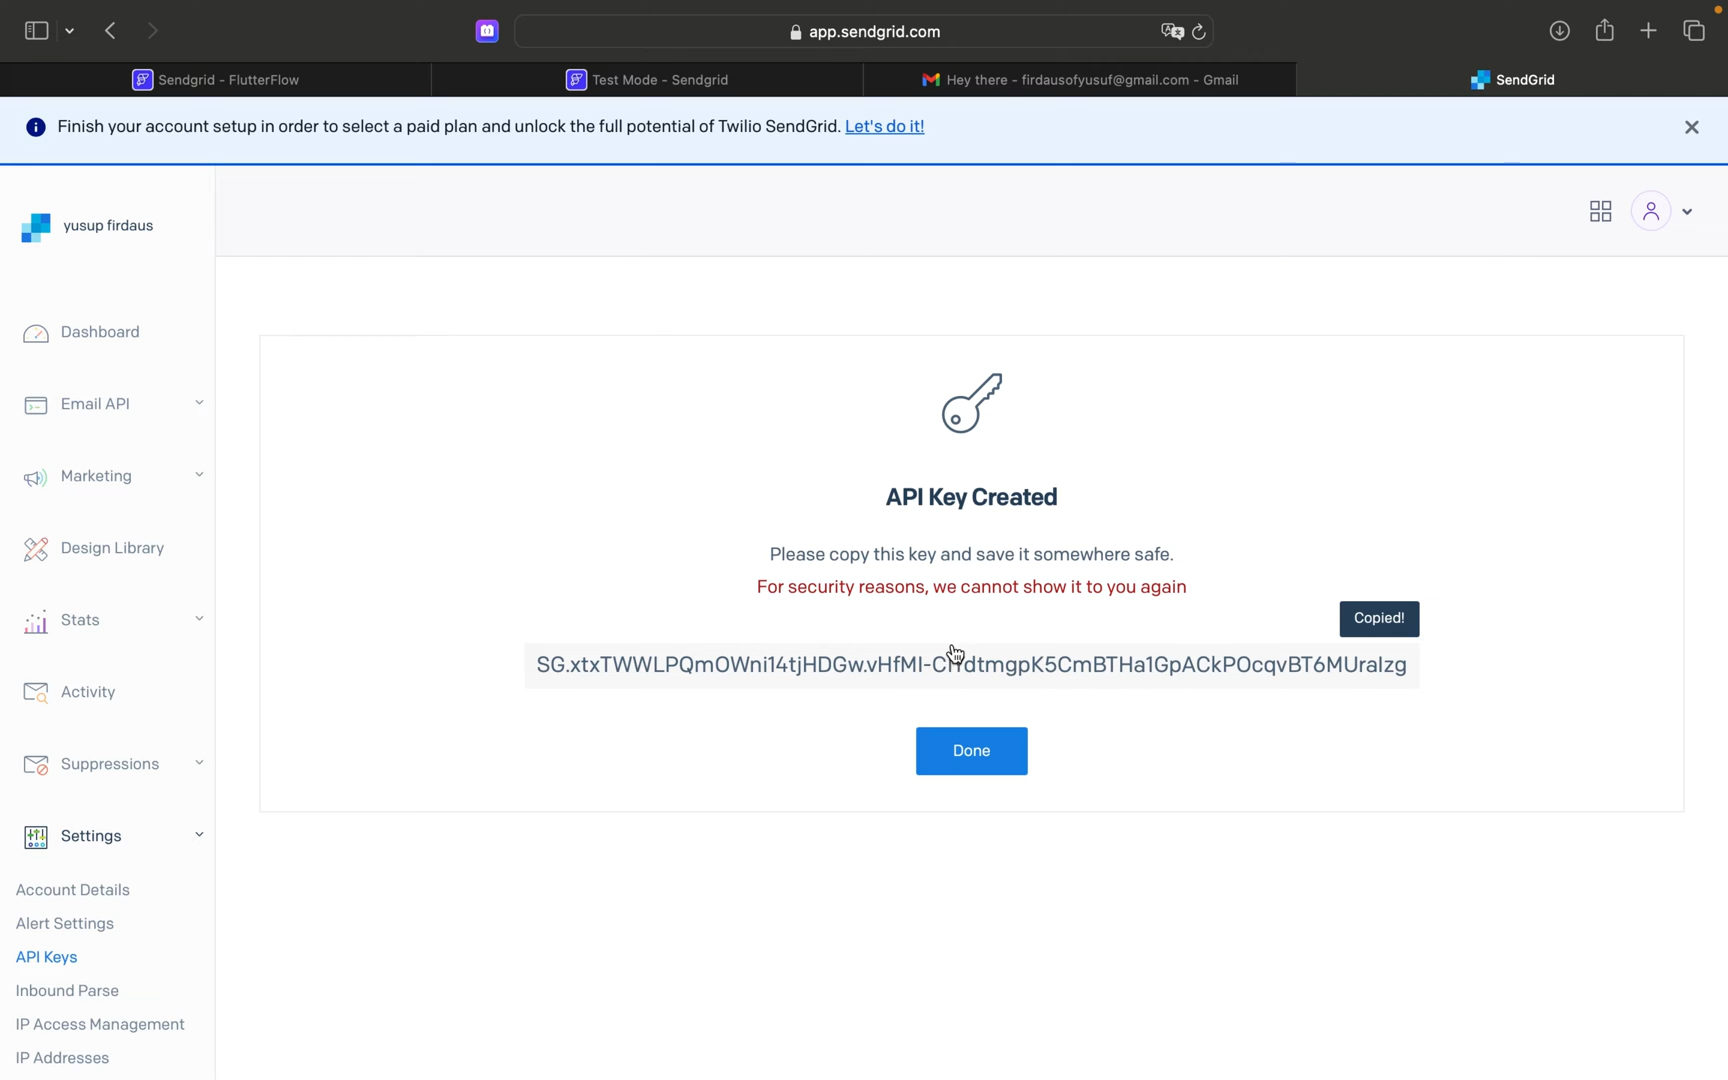 app.sendgrid.com
Sendgrid - FlutterFlow
Test Mode - Sendgrid
Hey there - firdausofyusuf@gmail.com - Gmail
SendGrid
Finish your account setup in order to select a paid plan and unlock the full potential of Twilio SendGrid. Let's do it!
yusup firdaus
Dashboard
Email API
Marketing
Design Library
Stats
Activity
Suppressions
Settings
Account Details
Alert Settings
API Keys
Inbound Parse
IP Access Management
IP Addresses
API Key Created
Please copy this key and save it somewhere safe.
For security reasons, we cannot show it to you again
Copied!
Done